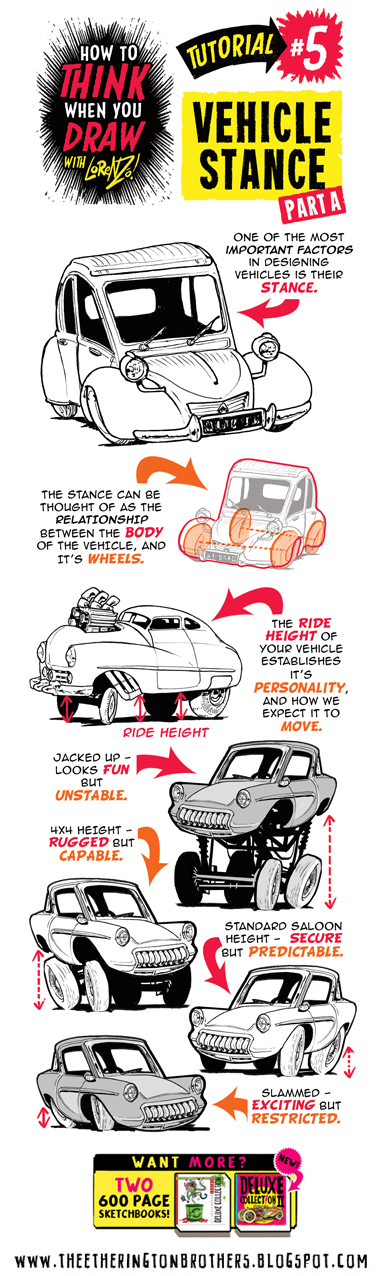 HOW TO
THINK
WHEN YOU
DRAW
WITH LORENZO!
TUTORIAL
#5
VEHICLE
STANCE
PART A
ONE OF THE MOST
IMPORTANT FACTORS
IN DESIGNING
VEHICLES IS THEIR
STANCE.
THE STANCE CAN BE
THOUGHT OF AS THE
RELATIONSHIP
BETWEEN THE BODY
OF THE VEHICLE, AND
IT'S WHEELS.
THE RIDE
HEIGHT OF
YOUR VEHICLE
ESTABLISHES
IT'S
PERSONALITY,
AND HOW WE
EXPECT IT TO
MOVE.
RIDE HEIGHT
JACKED UP -
LOOKS FUN
BUT
UNSTABLE.
4X4 HEIGHT -
RUGGED BUT
CAPABLE.
STANDARD SALOON
HEIGHT - SECURE
BUT PREDICTABLE.
SLAMMED -
EXCITING BUT
RESTRICTED.
WANT MORE?
NEW!
TWO
600 PAGE
SKETCHBOOKS!
DELUXE COLLECTION
DELUXE
COLLECTION II
WWW.THEETHERINGTONBROTHERS.BLOGSPOT.COM